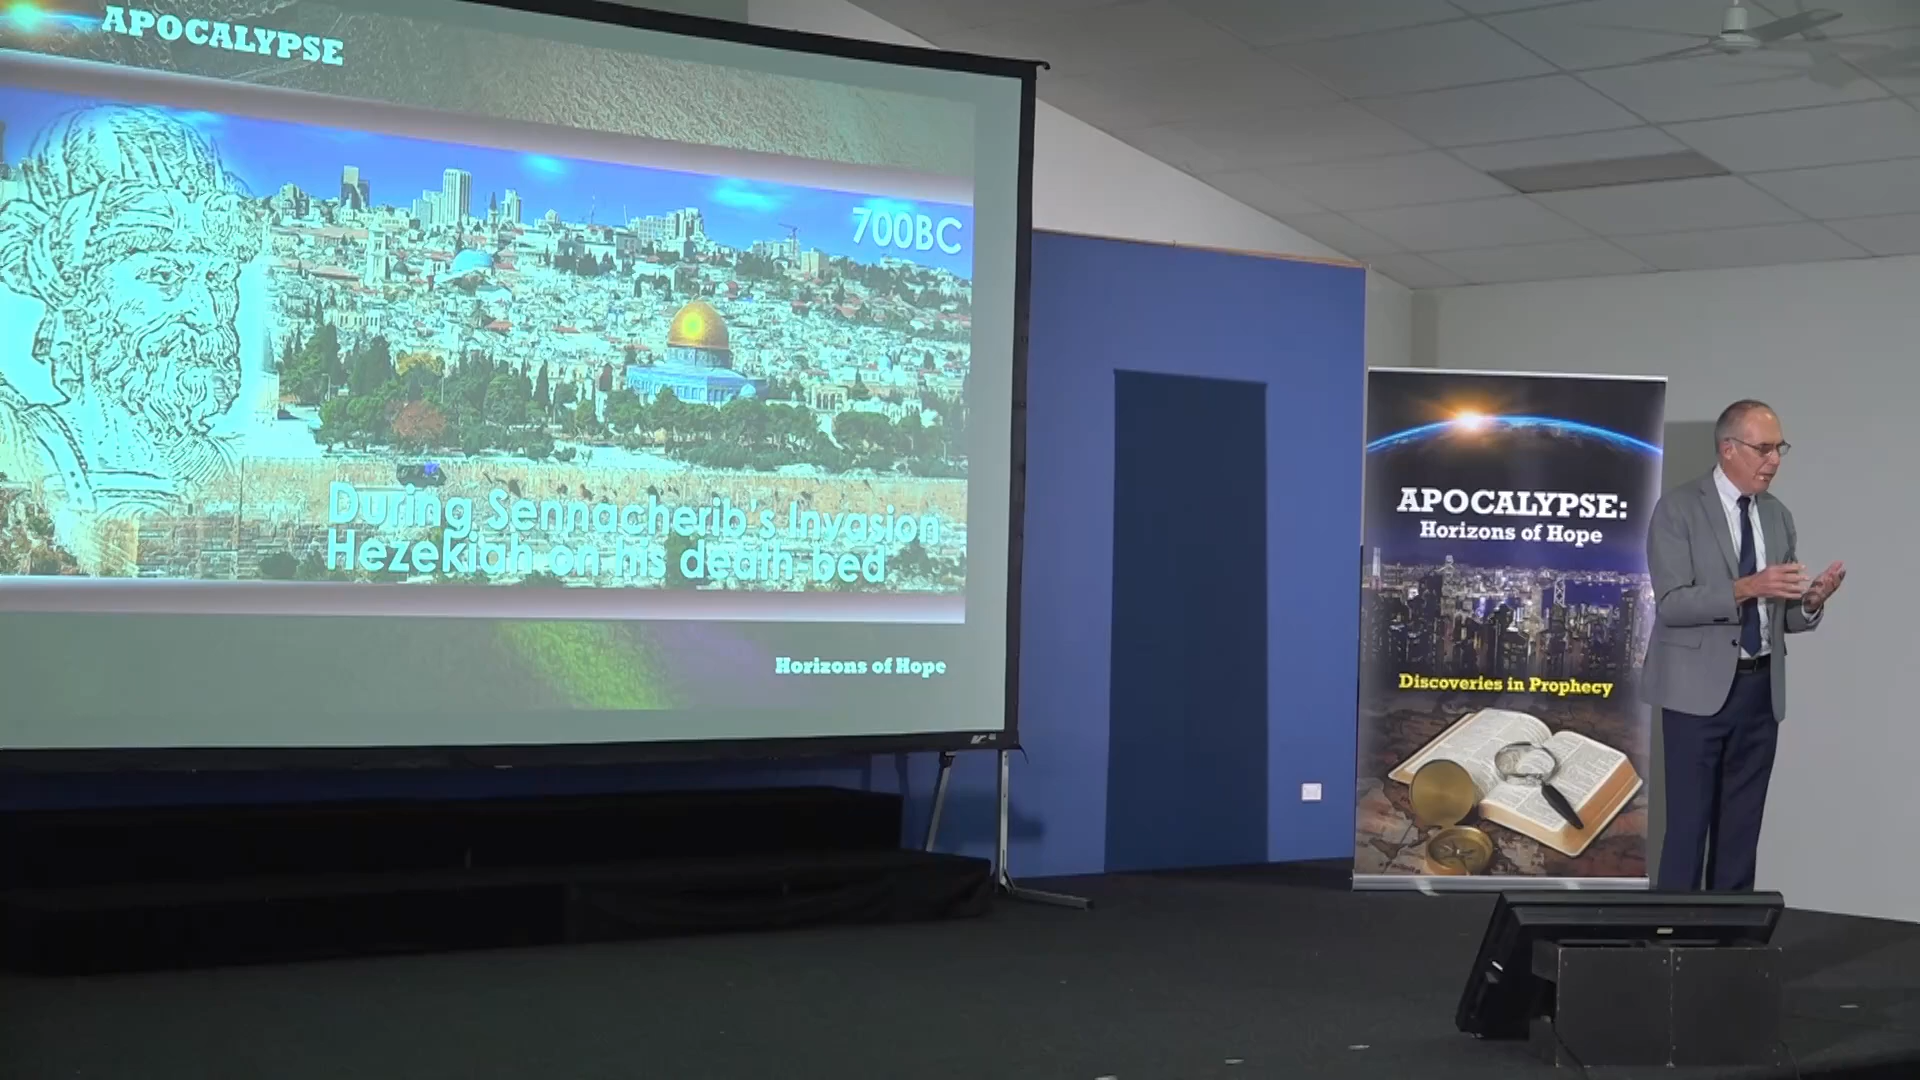 APOCALYPSE
700BC
During Sennacherib's Invasion
Hezekiah on his death-bed
Horizons of Hope
APOCALYPSE:
Horizons of Hope
Discoveries in Prophecy